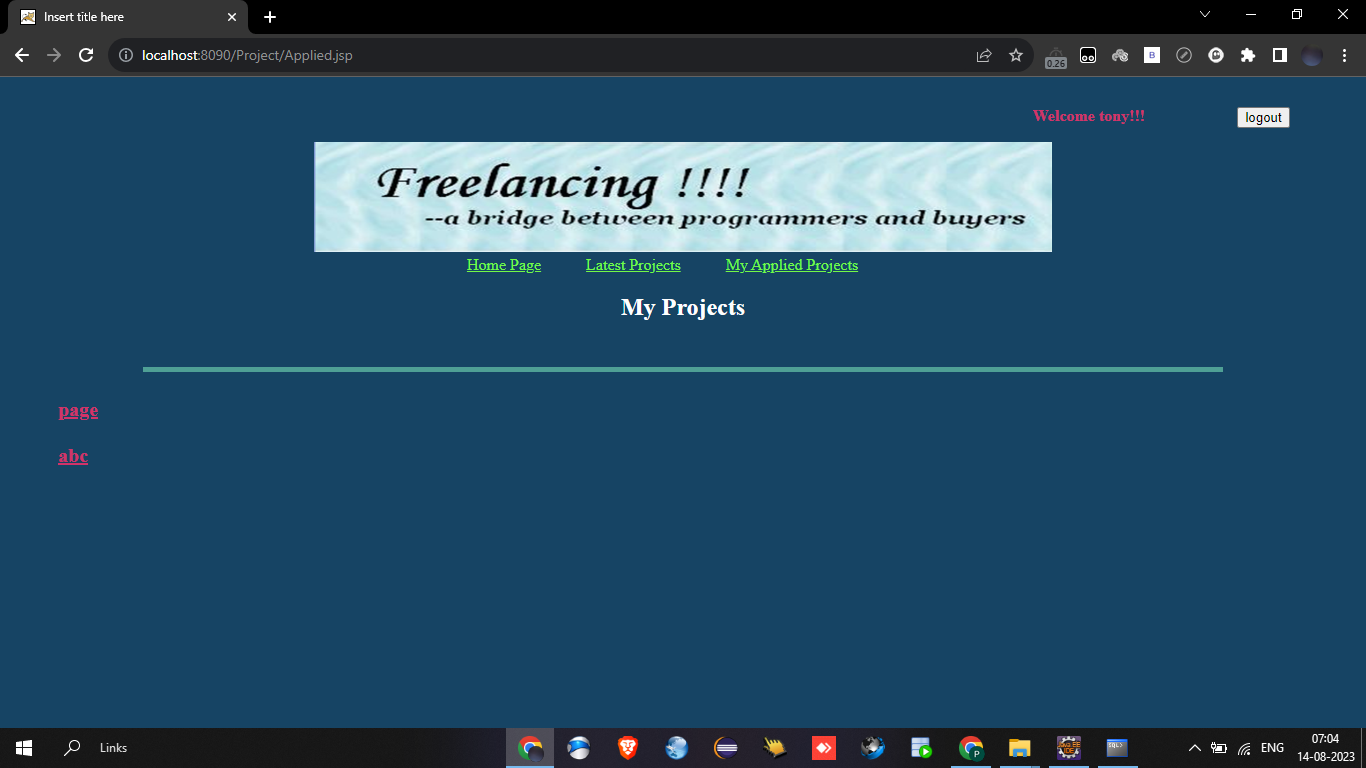 Insert title here
localhost:8090/Project/Applied.jsp
0.26
B
Welcome tony!!!
logout
Freelancing !!!!
--a bridge between programmers and buyers
Home Page Latest Projects My Applied Projects
My Projects
page
abc
Links
P
SQL>
ENG
07:04
14-08-2023